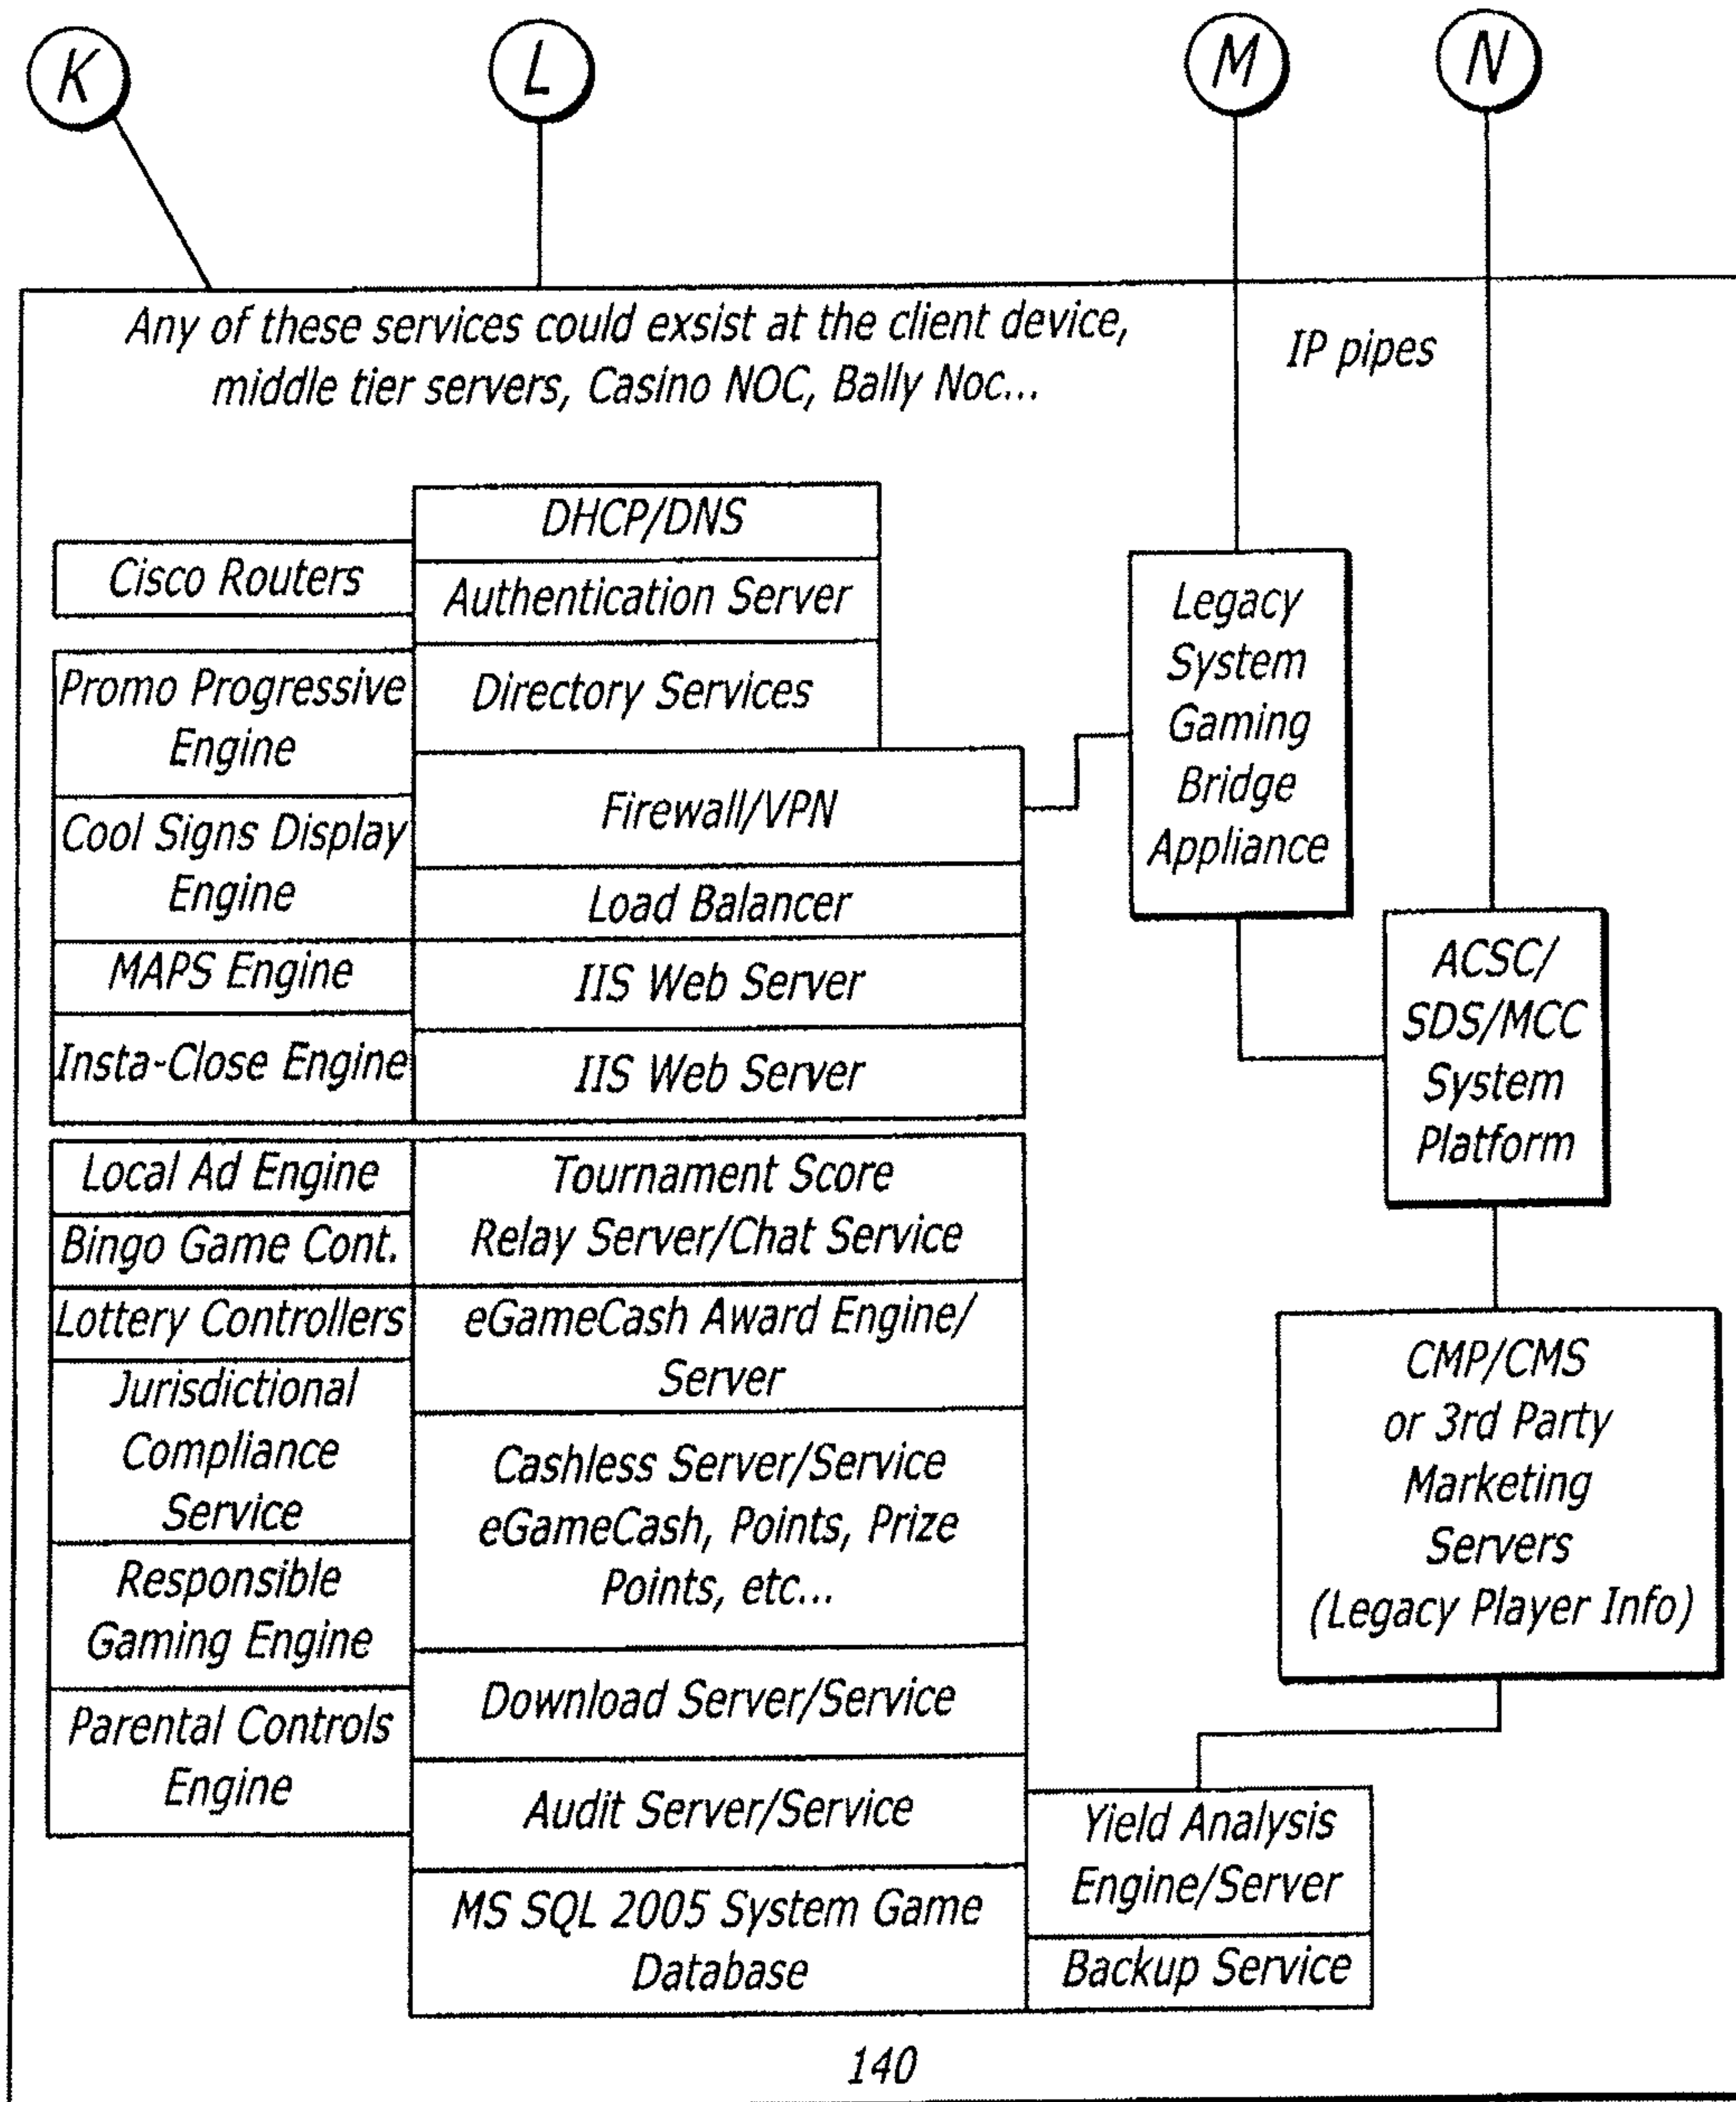 K
L
M
N
Any of these services could exsist at the client device,
middle tier servers, Casino NOC, Bally Noc...
IP pipes
DHCP/DNS
Cisco Routers
Authentication Server
Directory Services
Promo Progressive
Engine
Firewall/VPN
Cool Signs Display
Engine
Load Balancer
MAPS Engine
IIS Web Server
Insta-Close Engine
IIS Web Server
Legacy
System
Gaming
Bridge
Appliance
ACSC/
SDS/MCC
System
Platform
Local Ad Engine
Tournament Score
Relay Server/Chat Service
Bingo Game Cont.
Lottery Controllers
eGameCash Award Engine/
Server
Jurisdictional
Compliance
Service
Cashless Server/Service
eGameCash, Points, Prize
Points, etc...
Responsible
Gaming Engine
Download Server/Service
Parental Controls
Engine
Audit Server/Service
MS SQL 2005 System Game
Database
CMP/CMS
or 3rd Party
Marketing
Servers
(Legacy Player Info)
Yield Analysis
Engine/Server
Backup Service
140